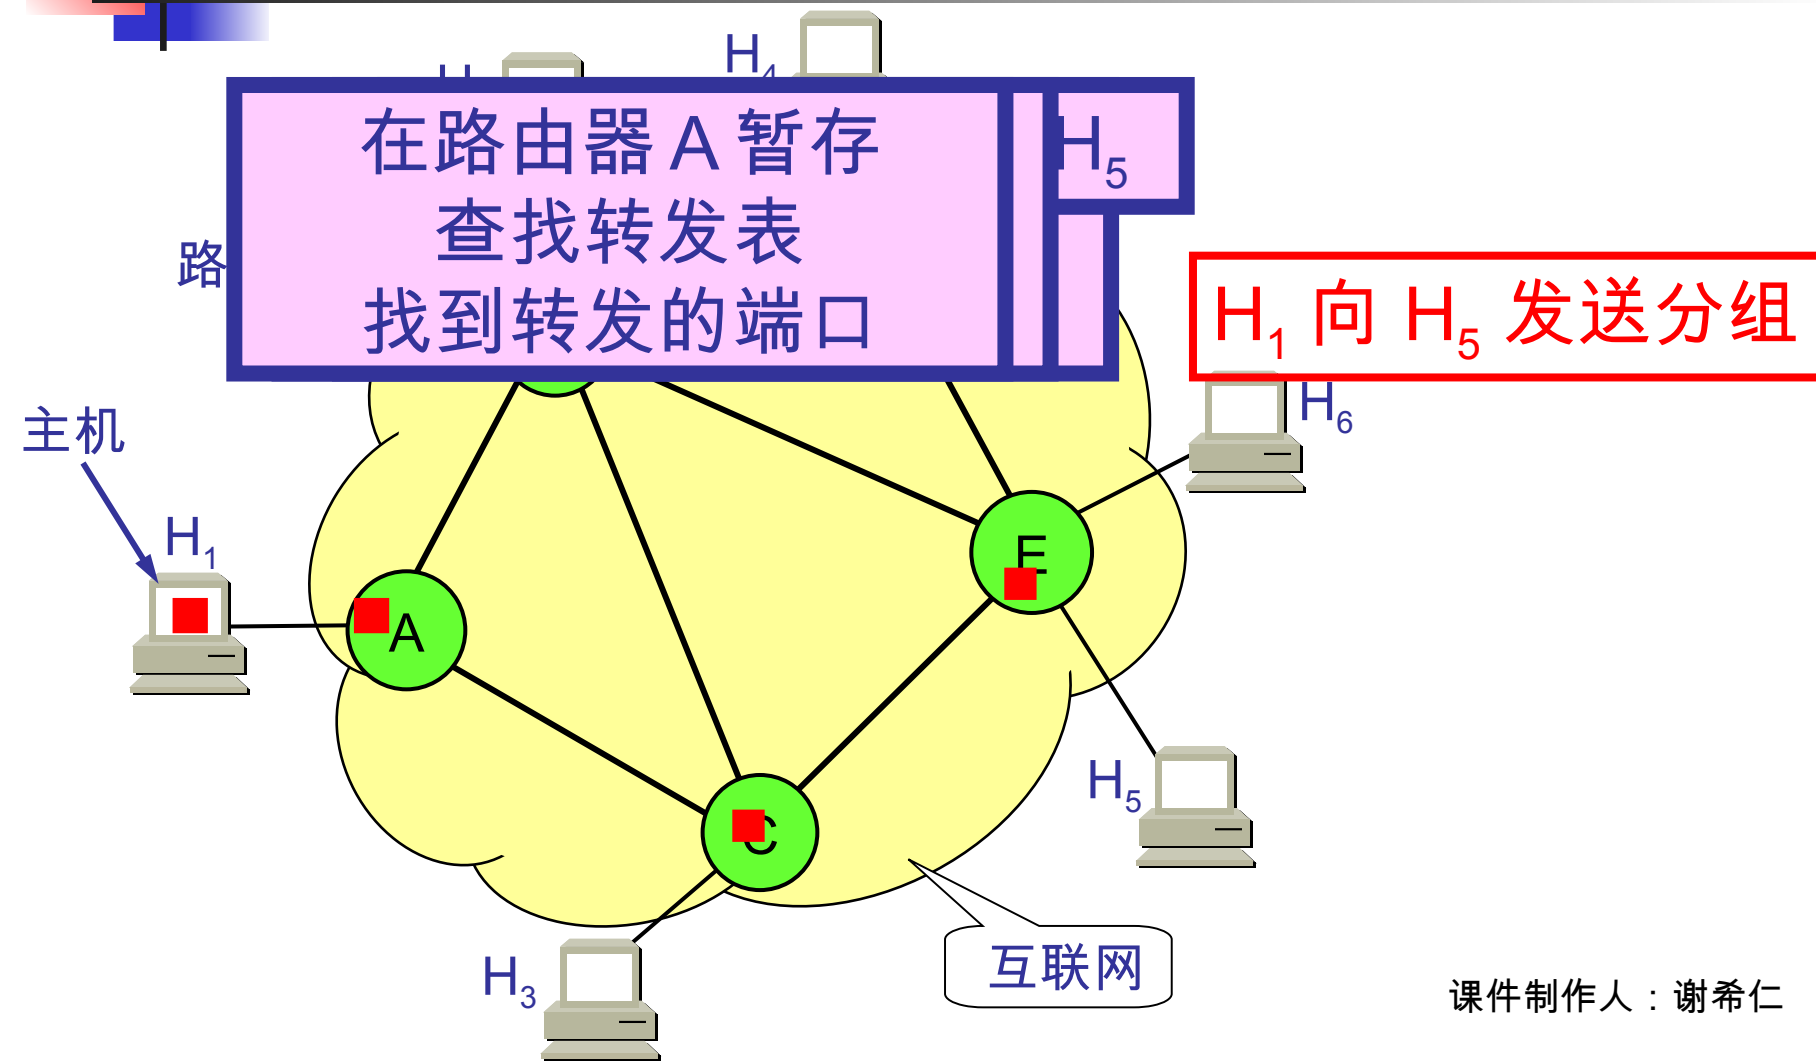 H4
H
在路由器 A 暂存
查找转发表
找到转发的端口
H5
路
H1 向 H5 发送分组
主机
H6
H1
E
A
H5
C
互联网
H3
课件制作人：谢希仁